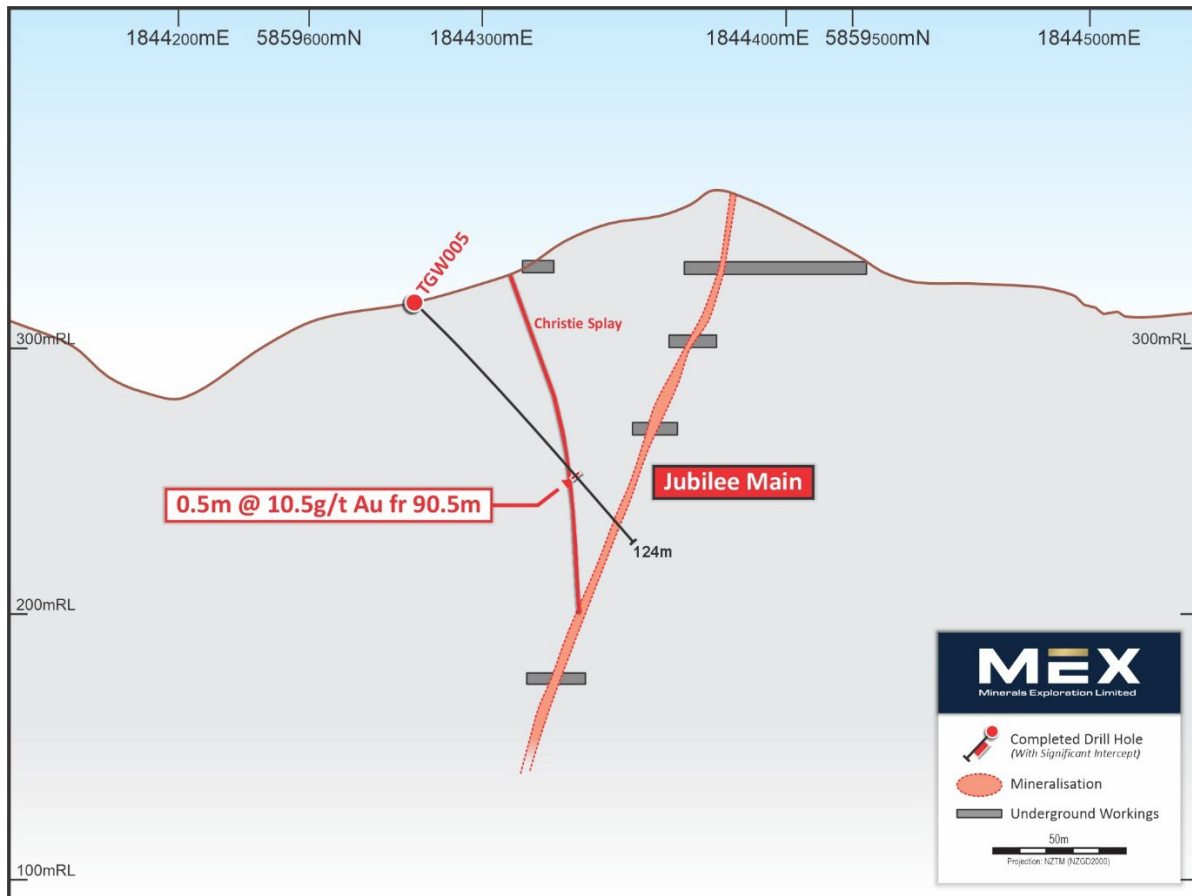 1844200mE 5859600mN 1844300mE 1844400mE 5859500mN 1844500mE
TGW005
Christie Splay
300mRL 300mRL
Jubilee Main
0.5m @ 10.5g/t Au fr 90.5m
124m
200mRL
MEX
Minerals Exploration Limited
Completed Drill Hole
(With Significant Intercept)
Mineralisation
Underground Workings
50m
Projection: NZTM (NZGD2000)
100mRL